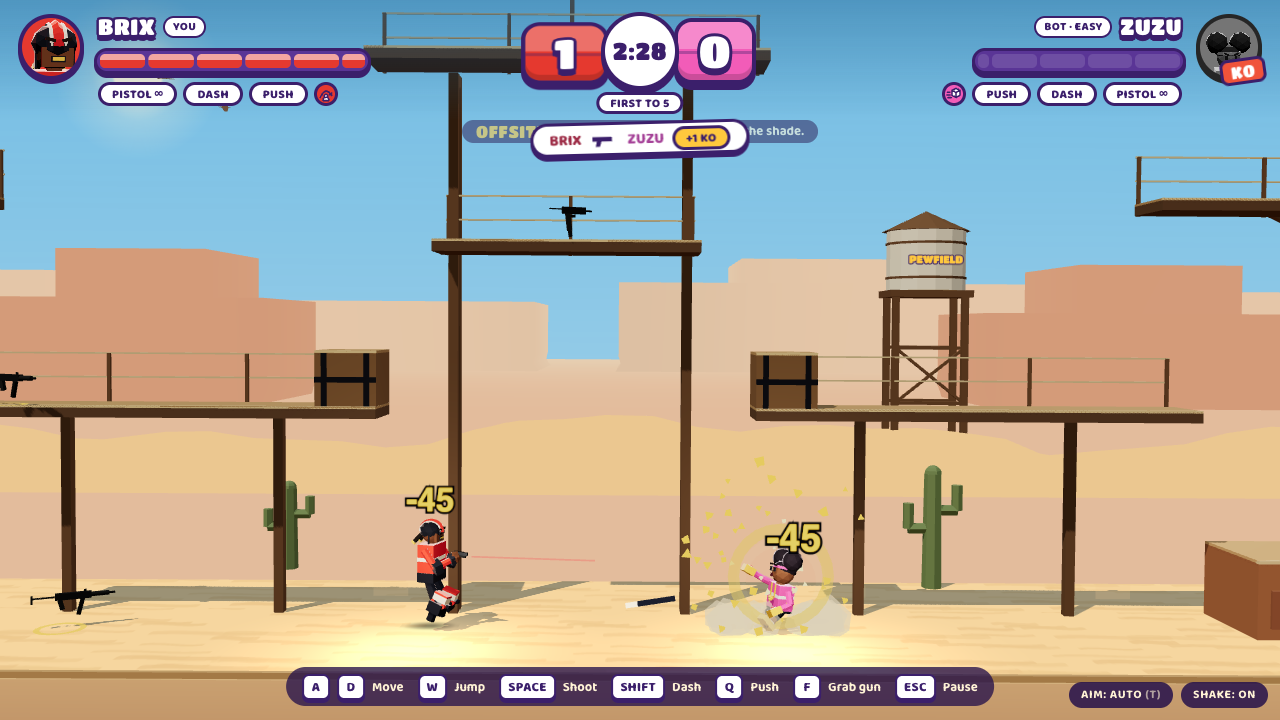 BRIX YOU
1 2:28 0
BOT · EASY ZUZU
KO
PISTOL ∞ DASH PUSH
FIRST TO 5
PUSH DASH PISTOL ∞
BRIX ZUZU +1 KO
he shade.
PEWFIELD
-45
-45
A D Move W Jump SPACE Shoot SHIFT Dash Q Push F Grab gun ESC Pause
AIM: AUTO (T) SHAKE: ON